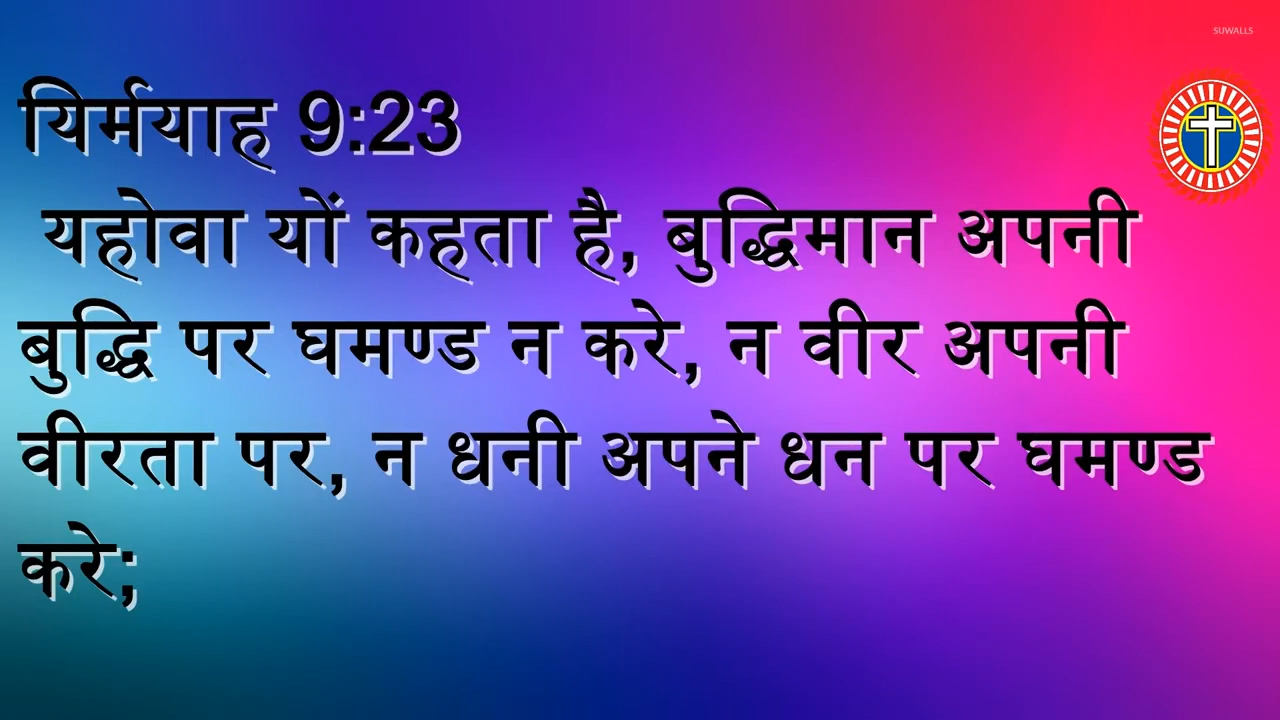 SUWALLS
यिर्मयाह 9:23
यहोवा यों कहता है, बुद्धिमान अपनी
बुद्धि पर घमण्ड न करे, न वीर अपनी
वीरता पर, न धनी अपने धन पर घमण्ड
करे;